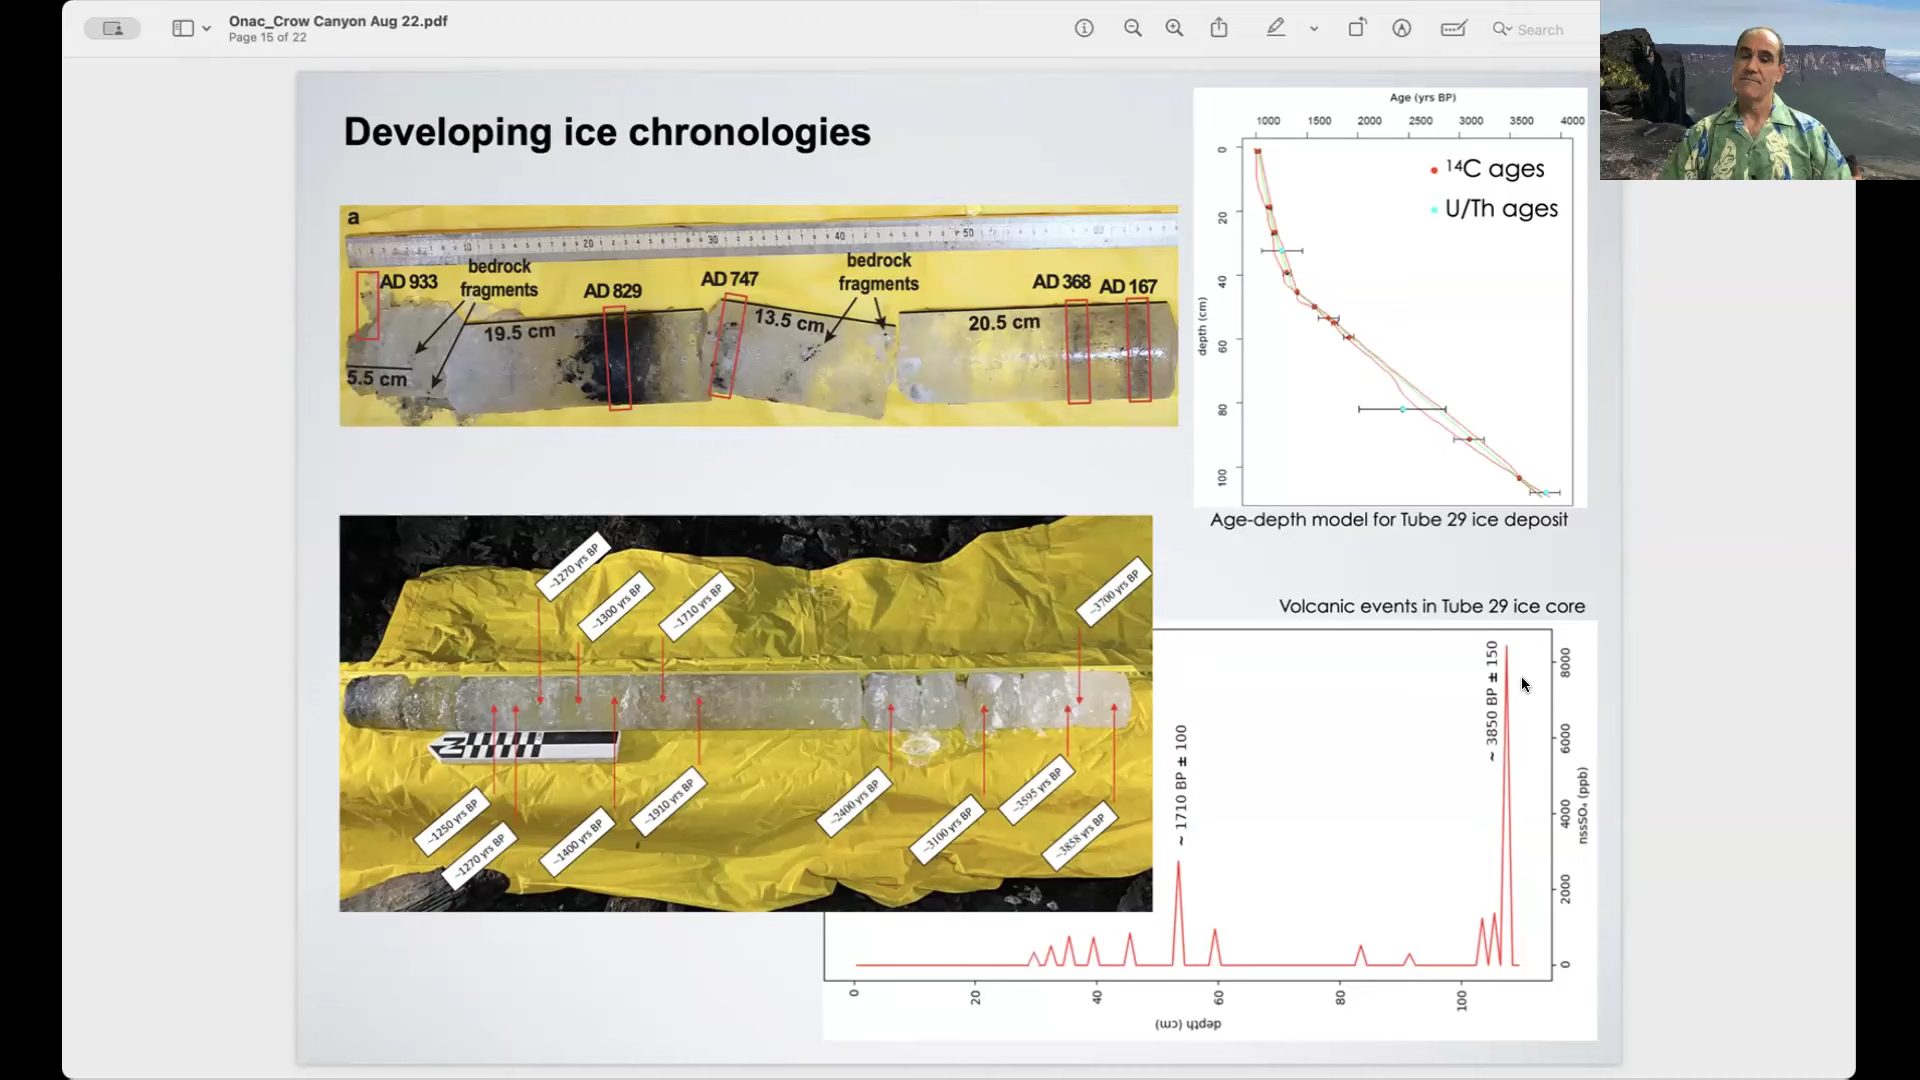 Onac_Crow Canyon Aug 22.pdf
Page 15 of 22
Search
Developing ice chronologies
a
10 20 30 40 50 60
AD 933
bedrock fragments
AD 829
AD 747
bedrock fragments
AD 368
AD 167
5.5 cm
19.5 cm
13.5 cm
20.5 cm
Age (yrs BP)
1000 1500 2000 2500 3000 3500 4000
14C ages
U/Th ages
depth (cm)
0 20 40 60 80 100
Age-depth model for Tube 29 ice deposit
~1270 yrs BP
~1300 yrs BP
~1710 yrs BP
~3700 yrs BP
~1250 yrs BP
~1270 yrs BP
~1400 yrs BP
~1910 yrs BP
~2400 yrs BP
~3100 yrs BP
~3595 yrs BP
~3858 yrs BP
N
Volcanic events in Tube 29 ice core
~ 1710 BP ± 100
~ 3850 BP ± 150
8000
6000
4000
2000
0
nssSO₄ (ppb)
0 20 40 60 80 100
depth (cm)